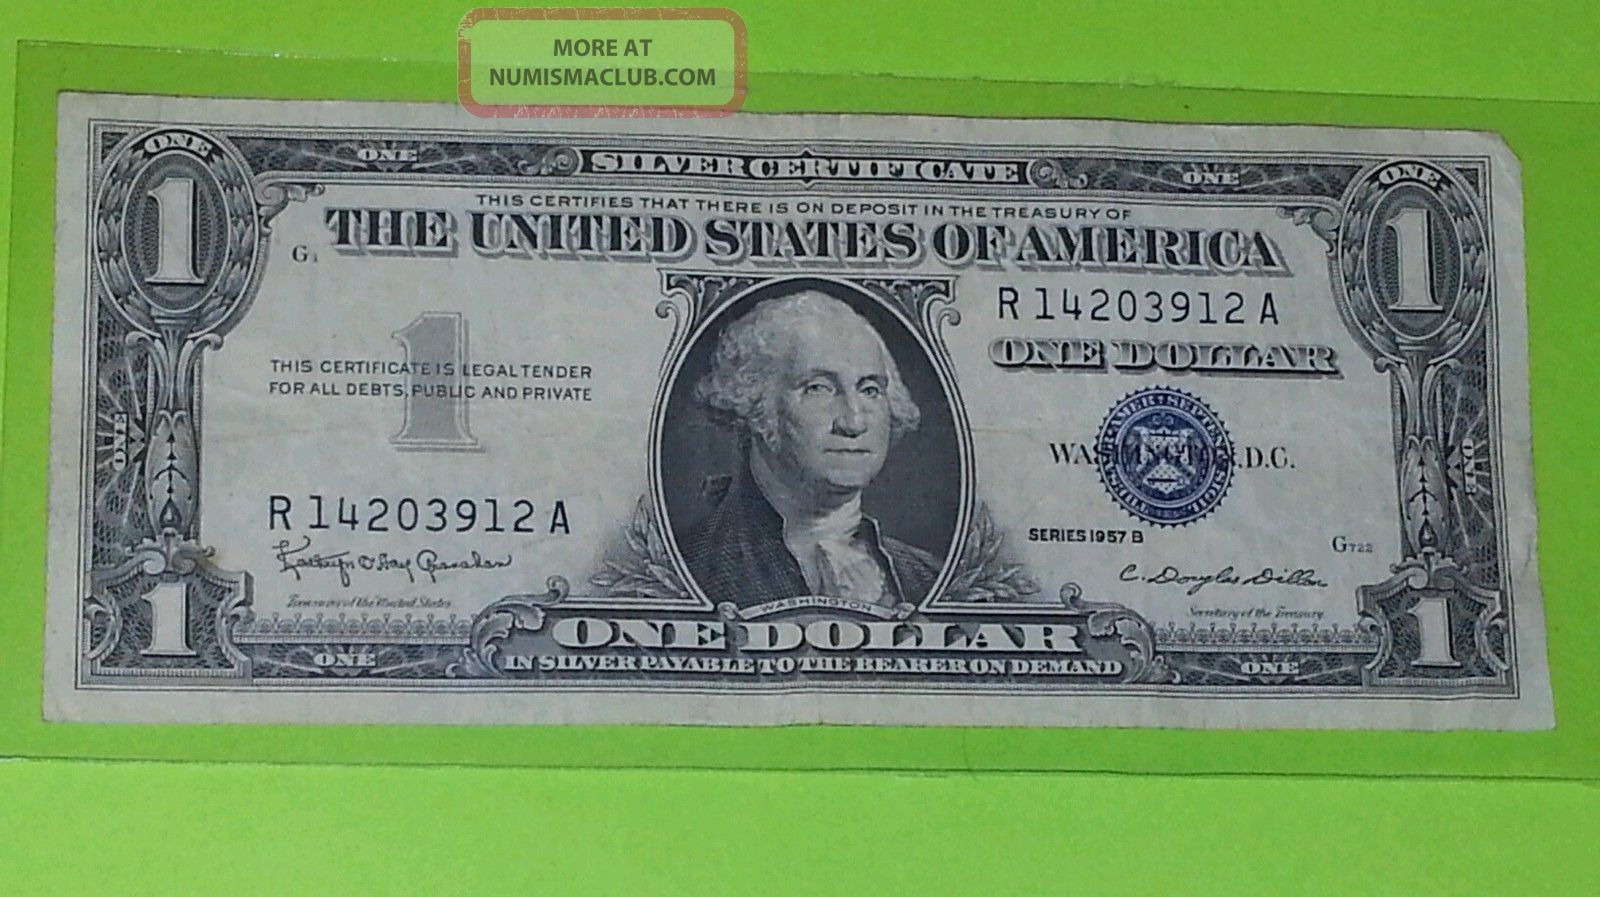 MORE AT
NUMISMACLUB.COM
ONE
ONE
SILVER CERTIFICATE
ONE
ONE
1
1
THIS CERTIFIES THAT THERE IS ON DEPOSIT IN THE TREASURY OF
G1
THE UNITED STATES OF AMERICA
R 14203912 A
ONE DOLLAR
1
THIS CERTIFICATE IS LEGAL TENDER
FOR ALL DEBTS, PUBLIC AND PRIVATE
ONE
WASHINGTON, D.C.
ONE
R 14203912 A
SERIES 1957 B
G722
Kathryn O'Hay Granahan
C. Douglas Dillon
Treasurer of the United States
Secretary of the Treasury
WASHINGTON
1
1
ONE DOLLAR
ONE
IN SILVER PAYABLE TO THE BEARER ON DEMAND
ONE